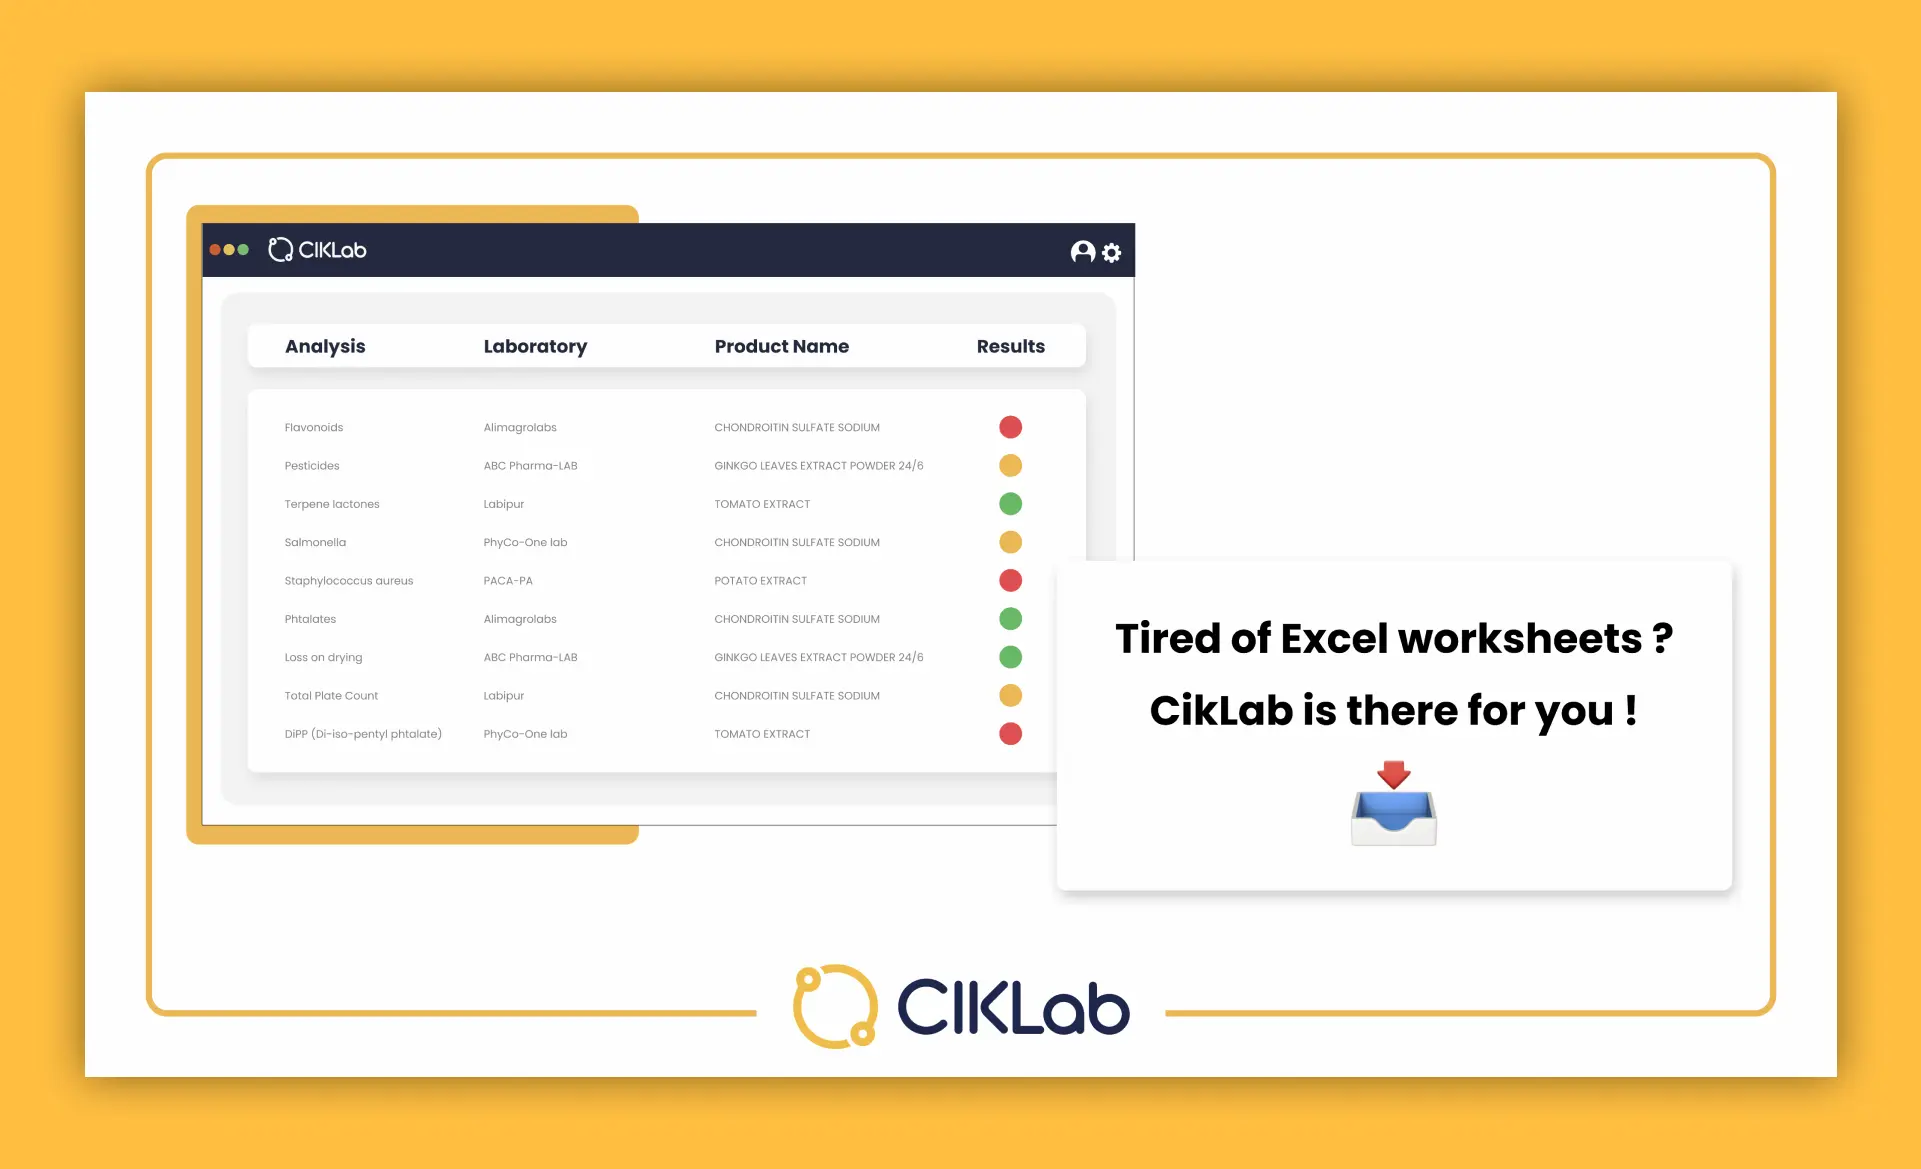 CIKLab
Analysis Laboratory Product Name Results
Flavonoids Alimagrolabs CHONDROITIN SULFATE SODIUM
Pesticides ABC Pharma-LAB GINKGO LEAVES EXTRACT POWDER 24/6
Terpene lactones Labipur TOMATO EXTRACT
Salmonella PhyCo-One lab CHONDROITIN SULFATE SODIUM
Staphylococcus aureus PACA-PA POTATO EXTRACT
Phtalates Alimagrolabs CHONDROITIN SULFATE SODIUM
Loss on drying ABC Pharma-LAB GINKGO LEAVES EXTRACT POWDER 24/6
Total Plate Count Labipur CHONDROITIN SULFATE SODIUM
DiPP (Di-iso-pentyl phtalate) PhyCo-One lab TOMATO EXTRACT
Tired of Excel worksheets ?
CikLab is there for you !
CIKLab